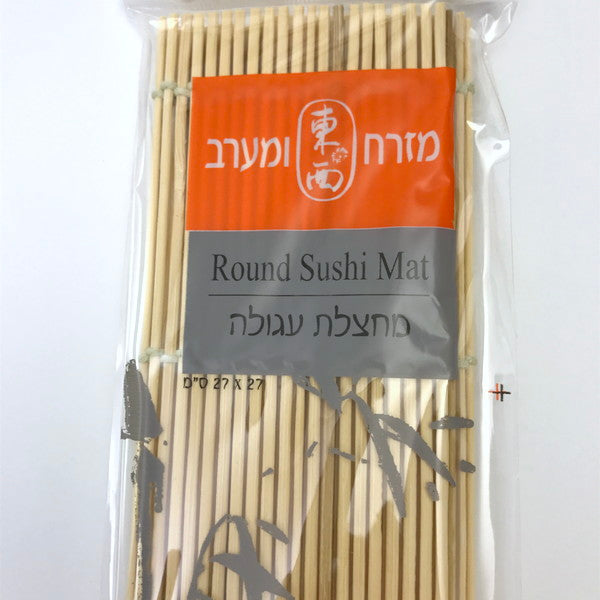 מזרח ומערב
東西
Round Sushi Mat
מחצלת עגולה
27 X 27 ס"מ